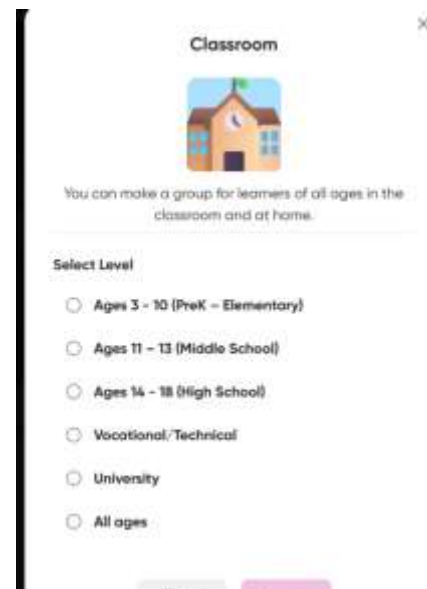 Classroom
You can make a group for learners of all ages in the
classroom and at home.
Select Level
Ages 3 - 10 (PreK – Elementary)
Ages 11 – 13 (Middle School)
Ages 14 - 18 (High School)
Vocational/Technical
University
All ages